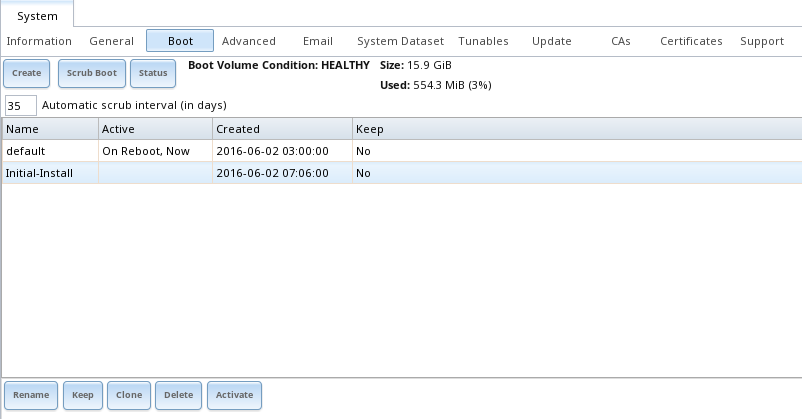 System
Information General Boot Advanced Email System Dataset Tunables Update CAs Certificates Support
Create Scrub Boot Status Boot Volume Condition: HEALTHY Size: 15.9 GiB
Used: 554.3 MiB (3%)
35 Automatic scrub interval (in days)
Name Active Created Keep
default On Reboot, Now 2016-06-02 03:00:00 No
Initial-Install 2016-06-02 07:06:00 No
Rename Keep Clone Delete Activate